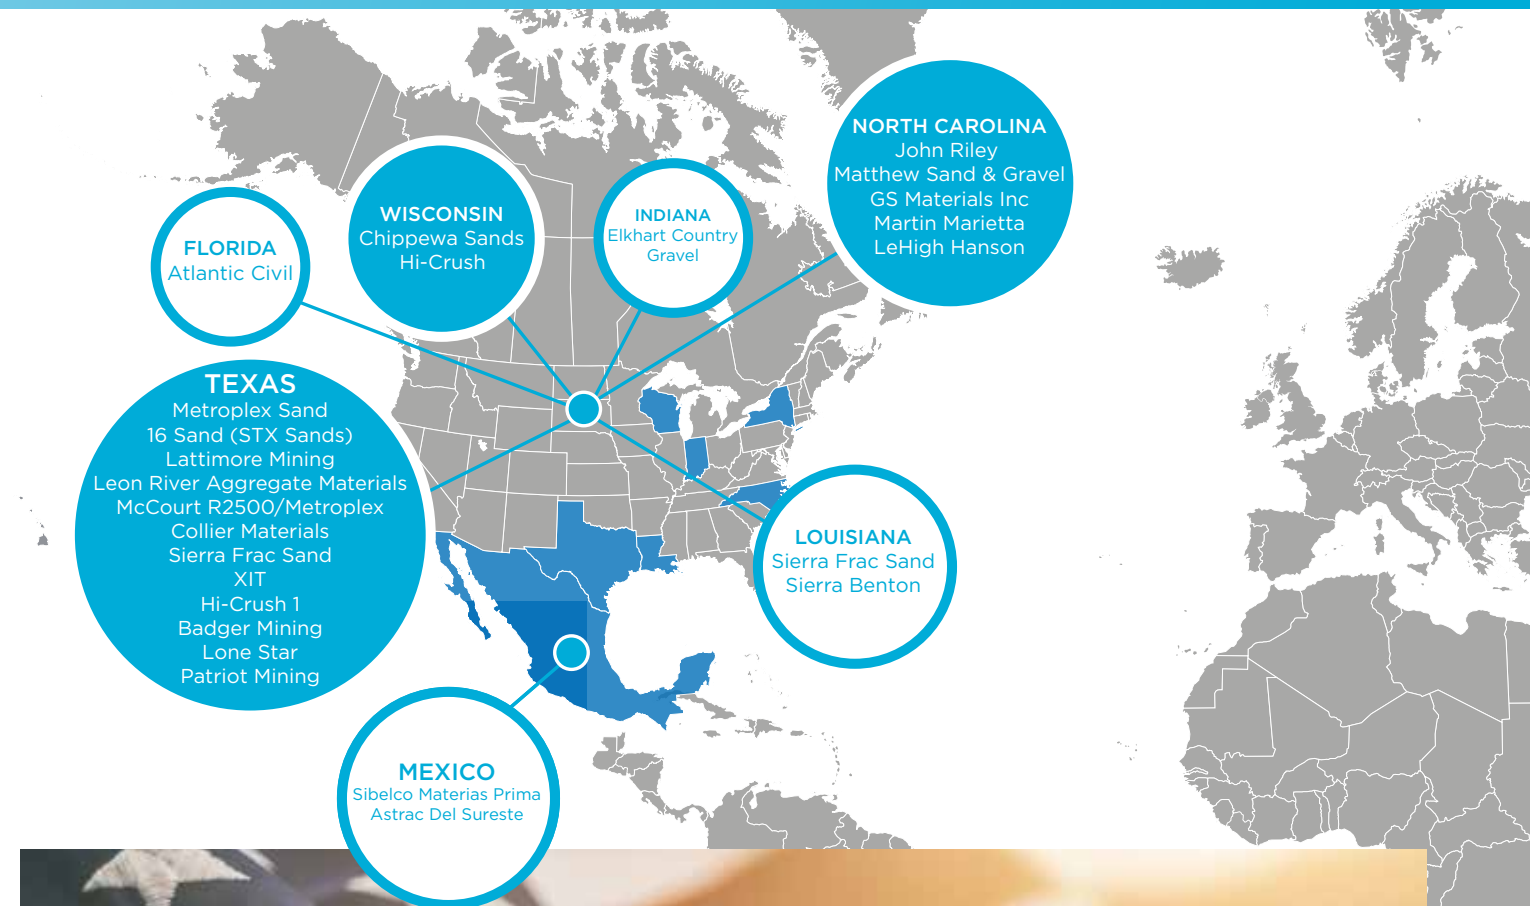 FLORIDA
Atlantic Civil
WISCONSIN
Chippewa Sands
Hi-Crush
INDIANA
Elkhart Country
Gravel
NORTH CAROLINA
John Riley
Matthew Sand & Gravel
GS Materials Inc
Martin Marietta
LeHigh Hanson
TEXAS
Metroplex Sand
16 Sand (STX Sands)
Lattimore Mining
Leon River Aggregate Materials
McCourt R2500/Metroplex
Collier Materials
Sierra Frac Sand
XIT
Hi-Crush 1
Badger Mining
Lone Star
Patriot Mining
LOUISIANA
Sierra Frac Sand
Sierra Benton
MEXICO
Sibelco Materias Prima
Astrac Del Sureste